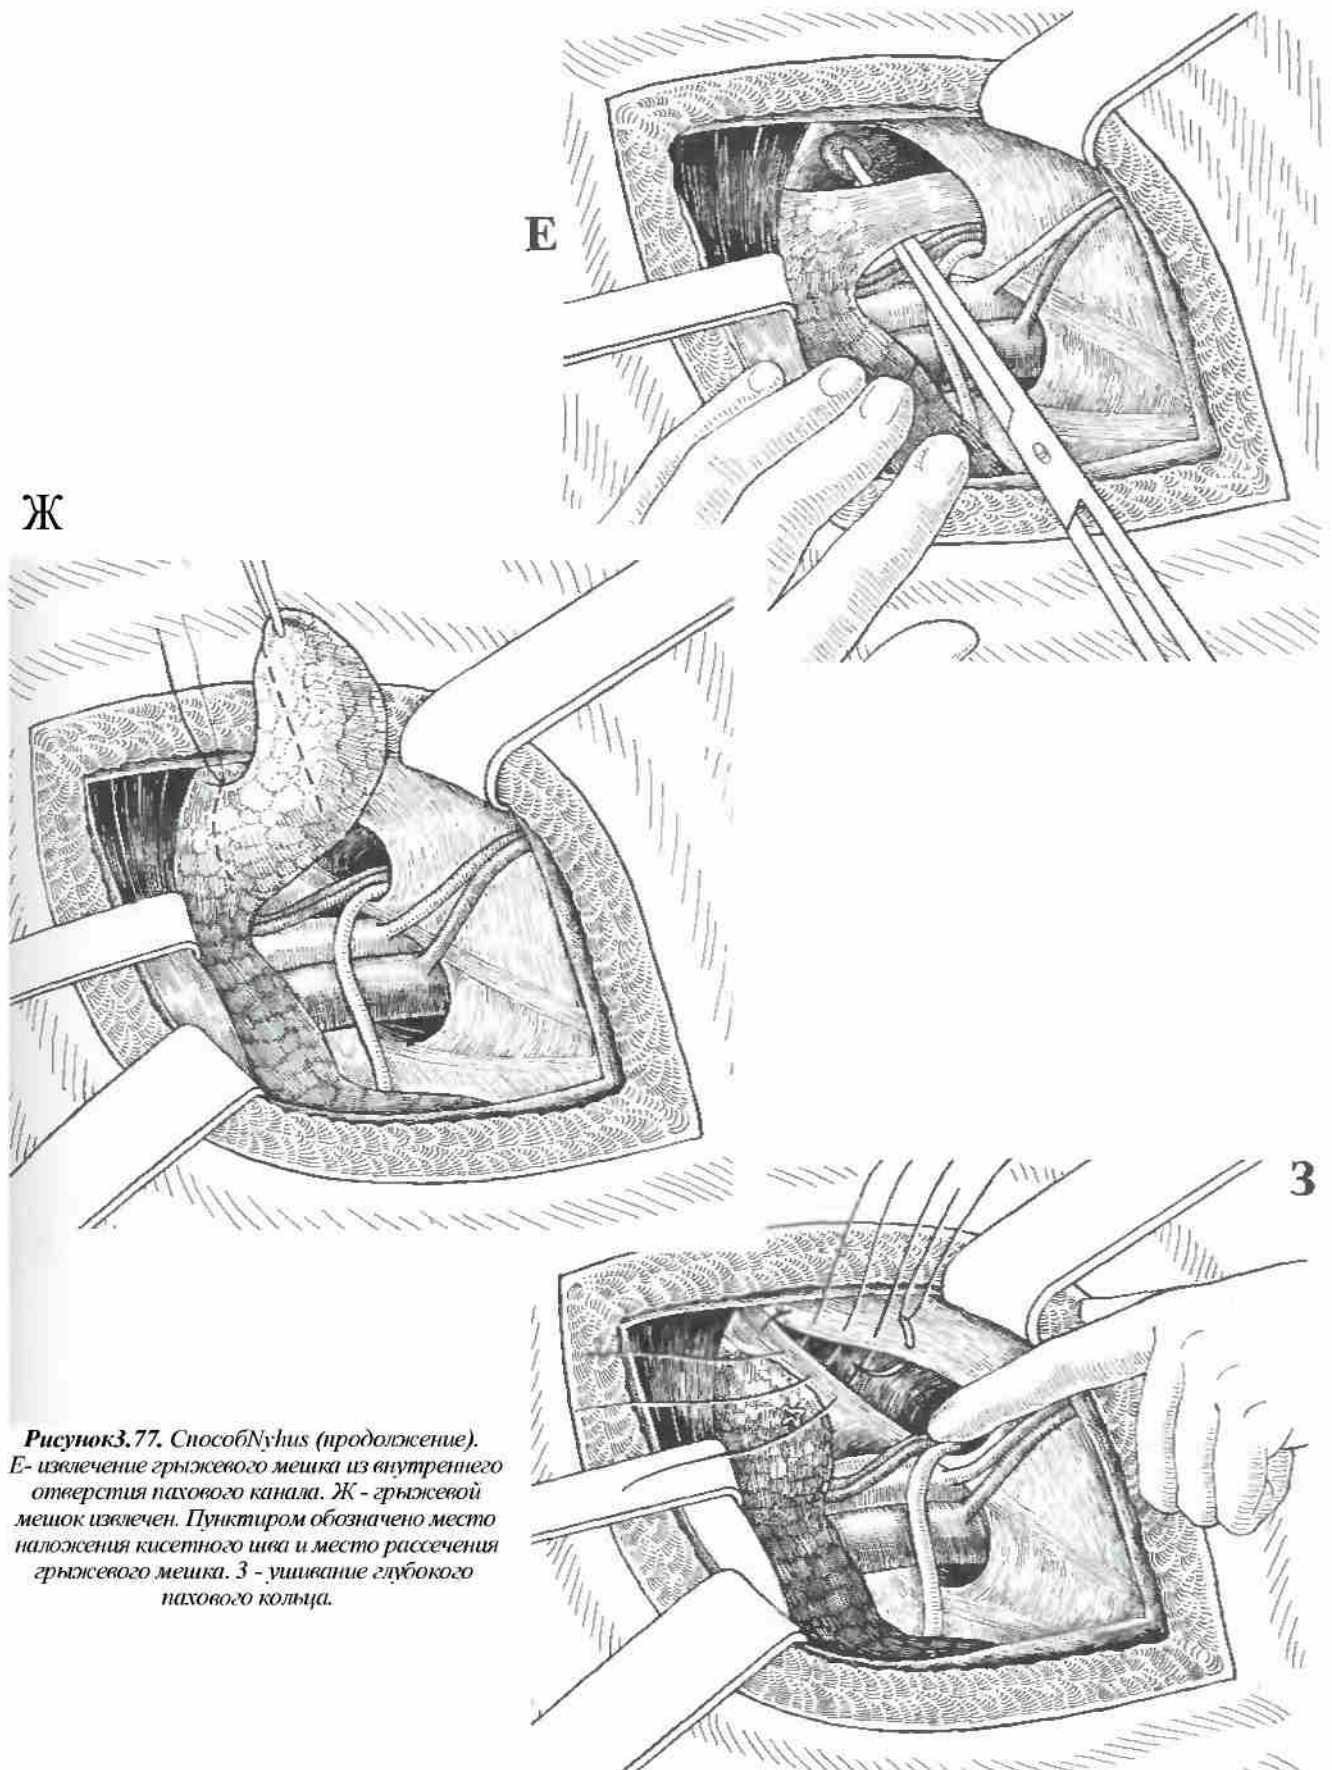 Е
Ж
З
Рисунок3.77. СпособNyhus (продолжение).
Е- извлечение грыжевого мешка из внутреннего
отверстия пахового канала. Ж - грыжевой
мешок извлечен. Пунктиром обозначено место
наложения кисетного шва и место рассечения
грыжевого мешка. З - ушивание глубокого
пахового кольца.